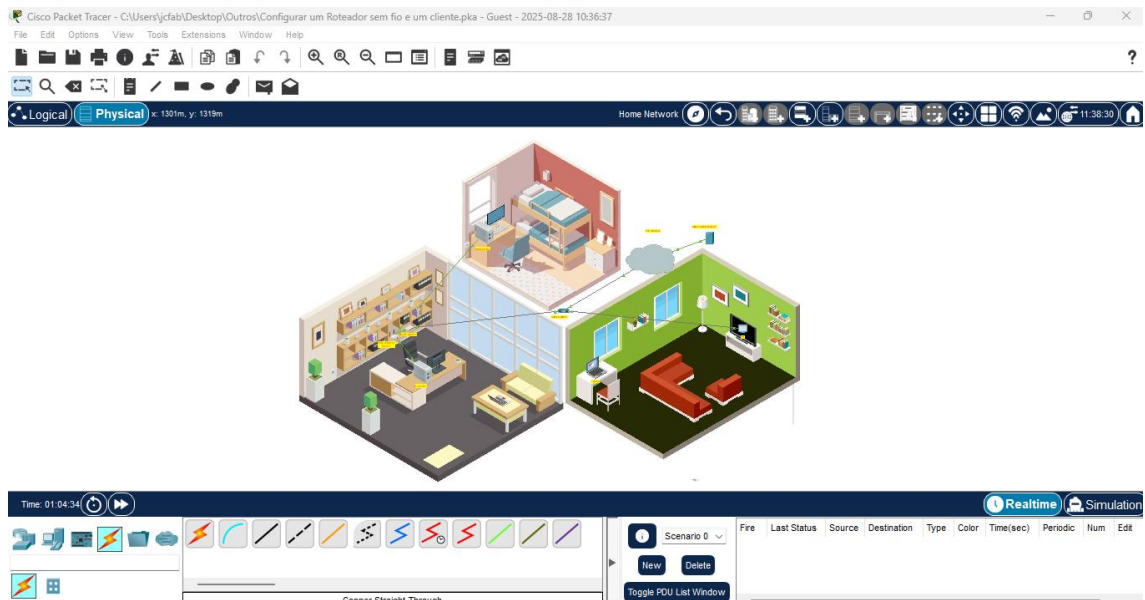 Cisco Packet Tracer - C:\Users\jcfab\Desktop\Outros\Configurar um Roteador sem fio e um cliente.pka - Guest - 2025-08-28 10:36:37
File Edit Options View Tools Extensions Window Help
?
Logical Physical x: 1301m, y: 1319m Home Network 11:38:30
Time: 01:04:34 Realtime Simulation
Scenario 0 Fire Last Status Source Destination Type Color Time(sec) Periodic Num Edit
New Delete
Toggle PDU List Window
Copper Straight-Through